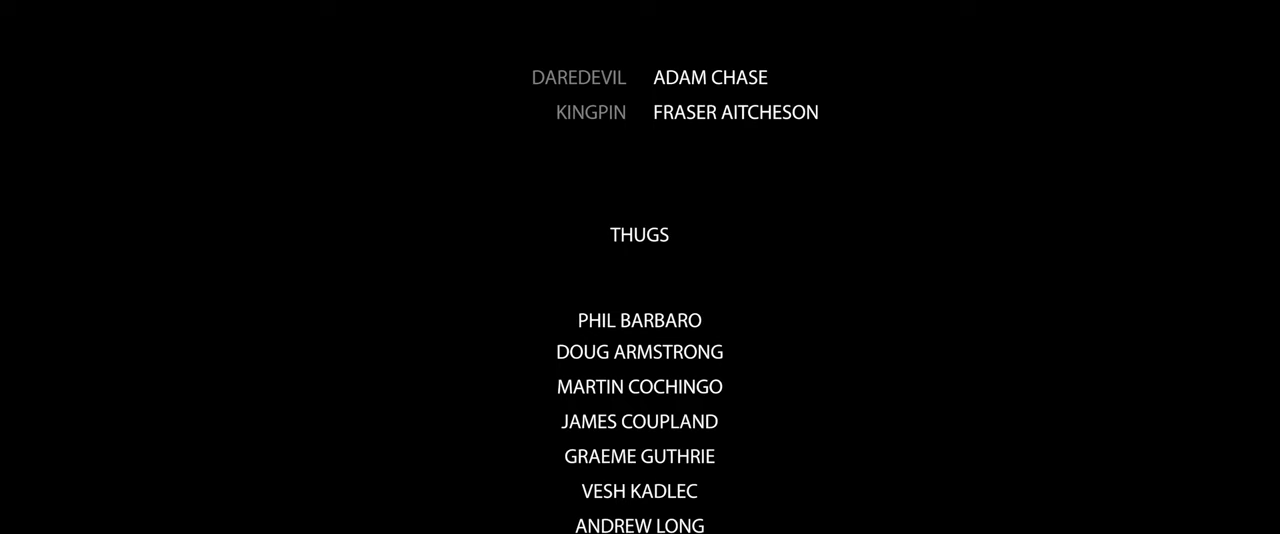 DAREDEVIL ADAM CHASE
KINGPIN FRASER AITCHESON
THUGS
PHIL BARBARO
DOUG ARMSTRONG
MARTIN COCHINGO
JAMES COUPLAND
GRAEME GUTHRIE
VESH KADLEC
ANDREW LONG